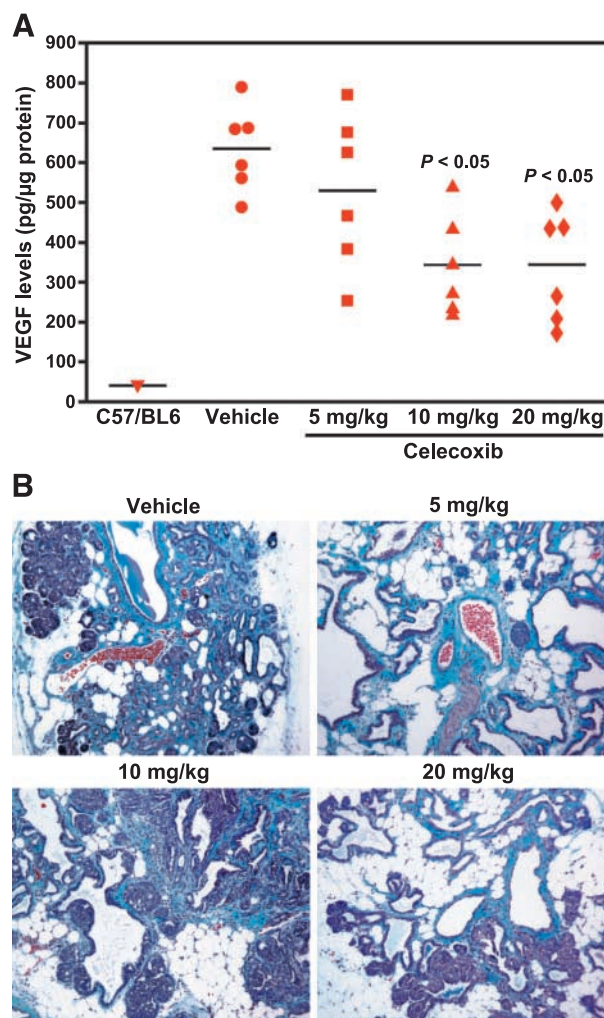 A
900
800
700
600
500
400
300
200
100
0
VEGF levels (pg/µg protein)
P < 0.05
P < 0.05
C57/BL6 Vehicle 5 mg/kg 10 mg/kg 20 mg/kg
Celecoxib
B
Vehicle 5 mg/kg
10 mg/kg 20 mg/kg